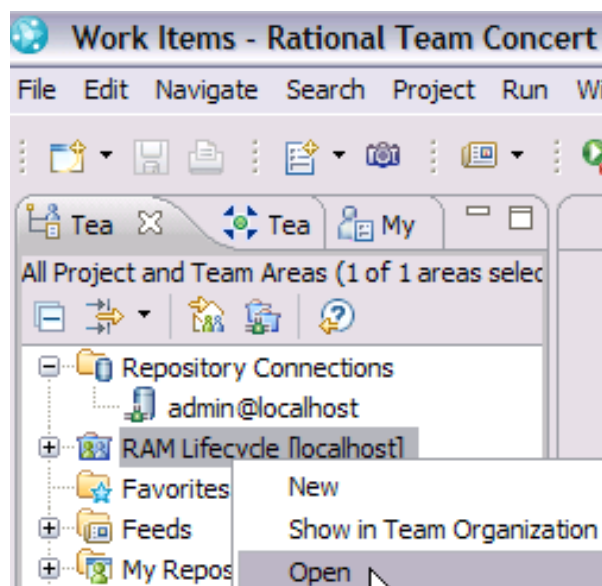 Work Items - Rational Team Concert
File Edit Navigate Search Project Run Wi
Tea Tea My
All Project and Team Areas (1 of 1 areas selec
Repository Connections
admin@localhost
RAM Lifecycle [localhost]
Favorites New
Feeds Show in Team Organization
My Repos Open